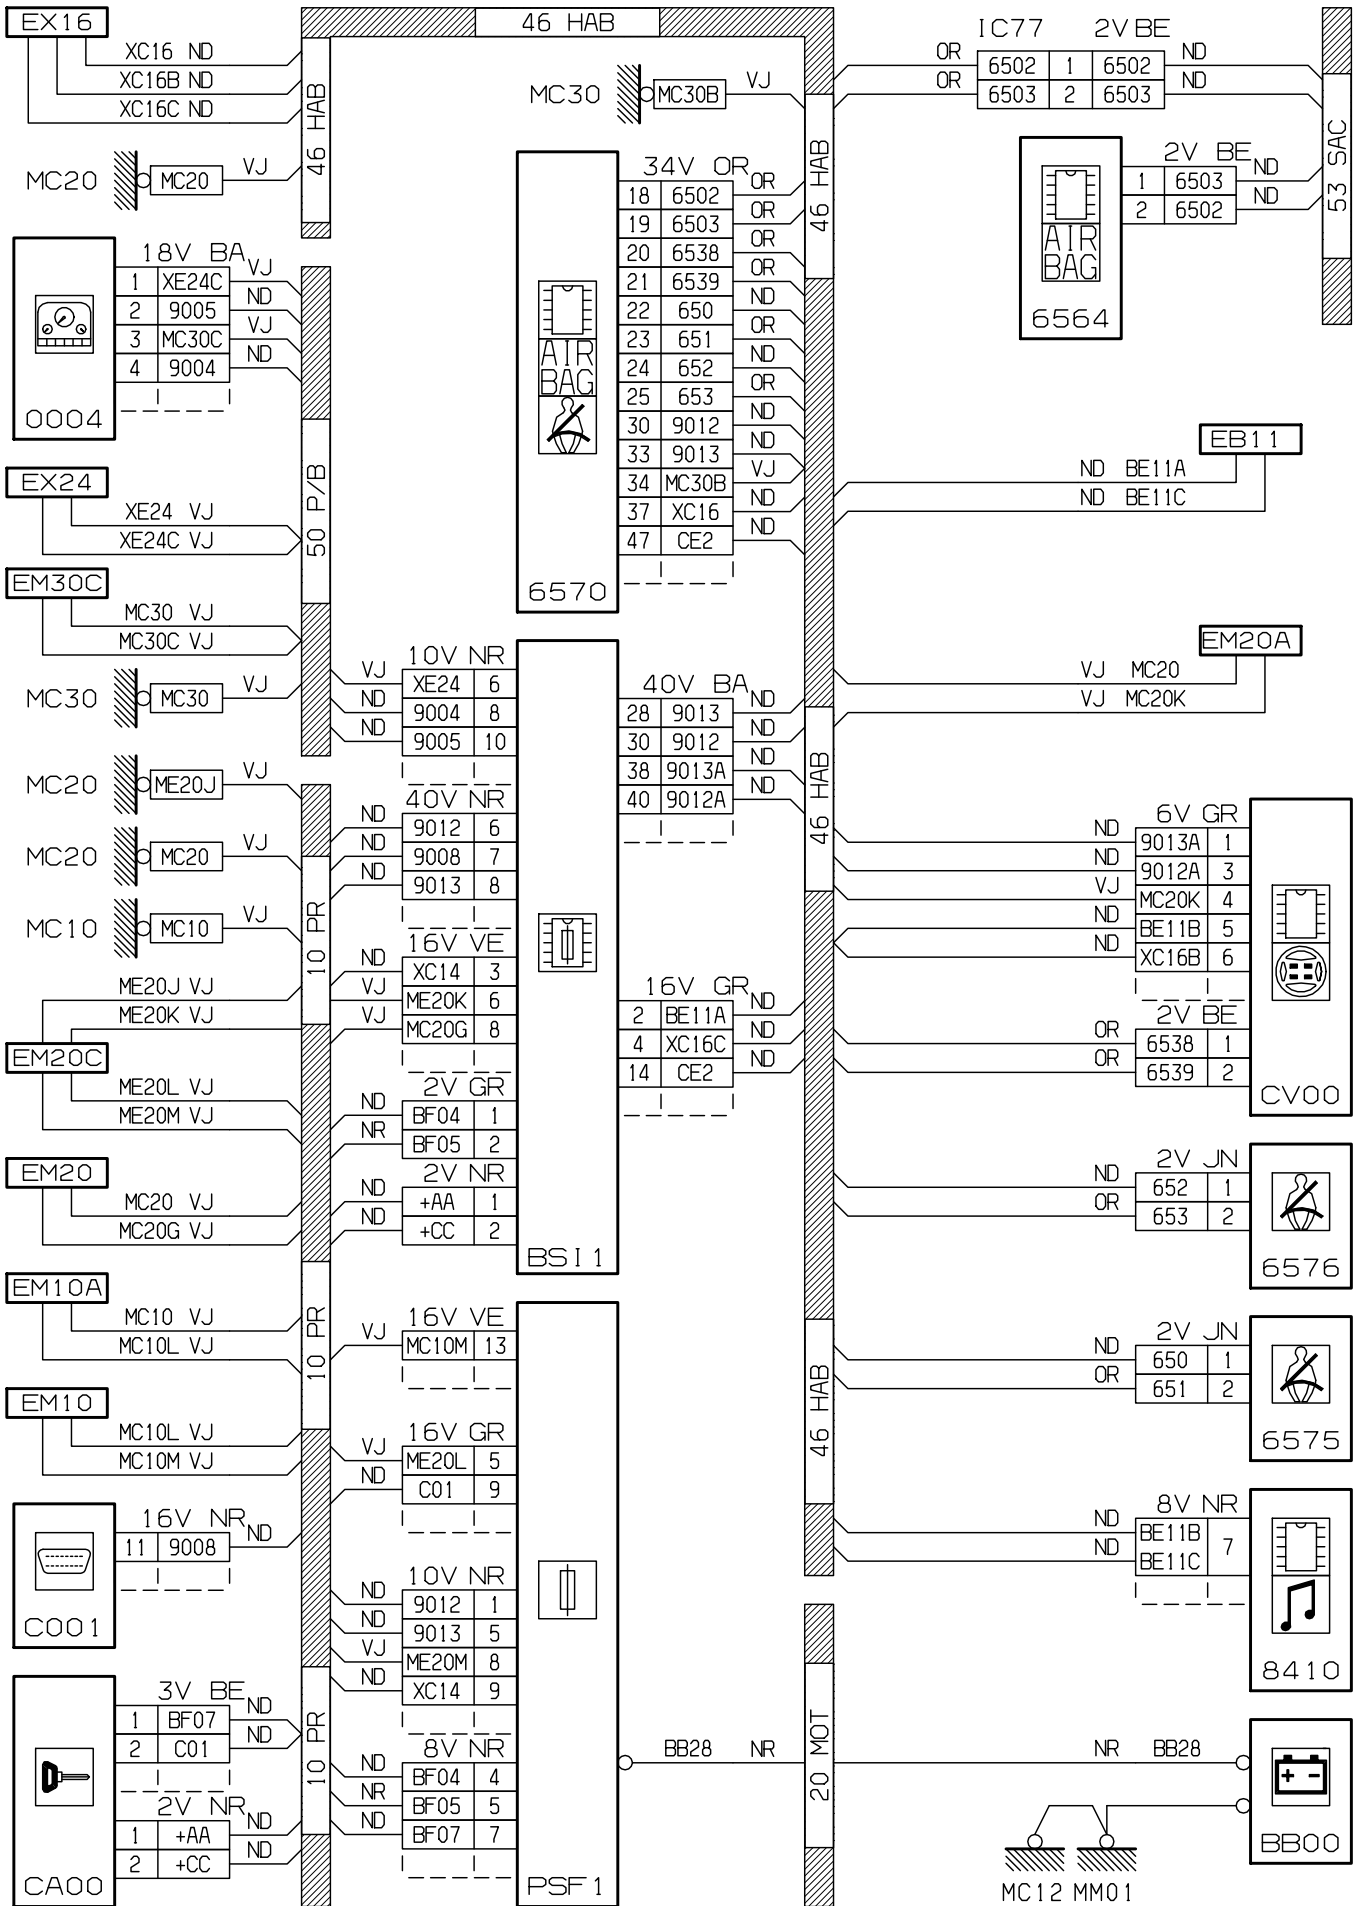 EX16
XC16 ND
XC16B ND
XC16C ND
46 HAB
MC20 MC20 VJ
18V BA
1 XE24C VJ
2 9005 ND
3 MC30C VJ
4 9004 ND
0004
EX24
XE24 VJ
XE24C VJ
50 P/B
EM30C
MC30 VJ
MC30C VJ
MC30 MC30 VJ
MC20 ME20J VJ
MC20 MC20 VJ
MC10 MC10 VJ
10 PR
ME20J VJ
ME20K VJ
EM20C
ME20L VJ
ME20M VJ
EM20
MC20 VJ
MC20G VJ
EM10A
MC10 VJ
MC10L VJ
10 PR
EM10
MC10L VJ
MC10M VJ
16V NR
11 9008 ND
C001
3V BE
1 BF07 ND
2 C01 ND
10 PR
2V NR
1 +AA ND
2 +CC ND
CA00
46 HAB
MC30 MC30B VJ
34V OR
18 6502 OR
19 6503 OR
20 6538 OR
21 6539 OR
22 650 ND
23 651 OR
24 652 ND
25 653 OR
30 9012 ND
33 9013 ND
34 MC30B VJ
37 XC16 ND
47 CE2 ND
AIR
BAG
6570
46 HAB
10V NR
VJ XE24 6
ND 9004 8
ND 9005 10
40V NR
ND 9012 6
ND 9008 7
ND 9013 8
16V VE
ND XC14 3
VJ ME20K 6
VJ MC20G 8
2V GR
ND BF04 1
NR BF05 2
2V NR
ND +AA 1
ND +CC 2
40V BA
28 9013 ND
30 9012 ND
38 9013A ND
40 9012A ND
16V GR
2 BE11A ND
4 XC16C ND
14 CE2 ND
BSI1
46 HAB
16V VE
VJ MC10M 13
16V GR
VJ ME20L 5
ND C01 9
10V NR
ND 9012 1
ND 9013 5
VJ ME20M 8
ND XC14 9
8V NR
ND BF04 4
NR BF05 5
ND BF07 7
PSF1
BB28 NR
46 HAB
20 MOT
IC77 2V BE
OR 6502 1 6502 ND
OR 6503 2 6503 ND
53 SAC
2V BE
1 6503 ND
2 6502 ND
AIR
BAG
6564
EB11
ND BE11A
ND BE11C
EM20A
VJ MC20
VJ MC20K
6V GR
ND 9013A 1
ND 9012A 3
VJ MC20K 4
ND BE11B 5
ND XC16B 6
2V BE
OR 6538 1
OR 6539 2
CV00
2V JN
ND 652 1
OR 653 2
6576
2V JN
ND 650 1
OR 651 2
6575
8V NR
ND BE11B
7
ND BE11C
8410
NR BB28
+ -
BB00
MC12 MM01